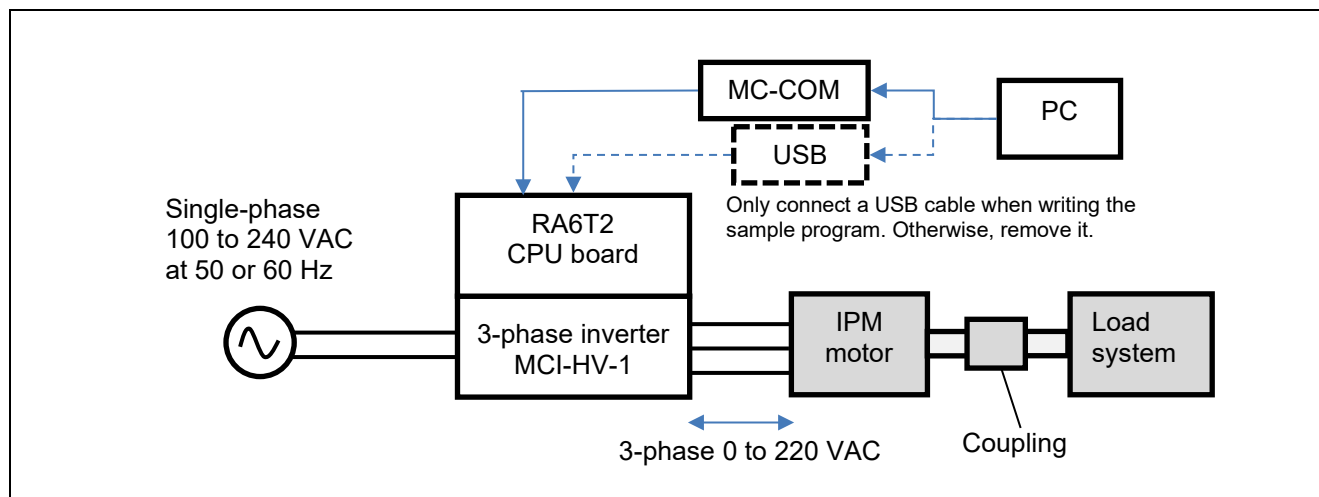 MC-COM
PC
USB
Only connect a USB cable when writing the
sample program. Otherwise, remove it.
Single-phase
100 to 240 VAC
at 50 or 60 Hz
RA6T2
CPU board
3-phase inverter
MCI-HV-1
IPM
motor
Load
system
3-phase 0 to 220 VAC
Coupling